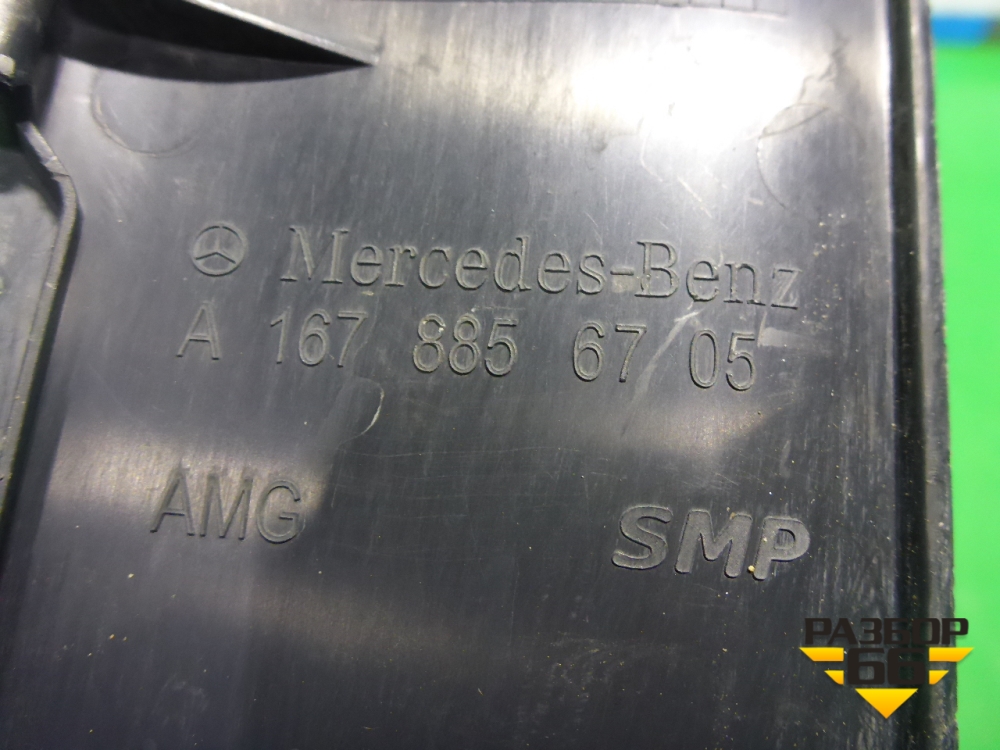 Mercedes-Benz
A 167 885 67 05
AMG
SMP
РАЗБОР
66